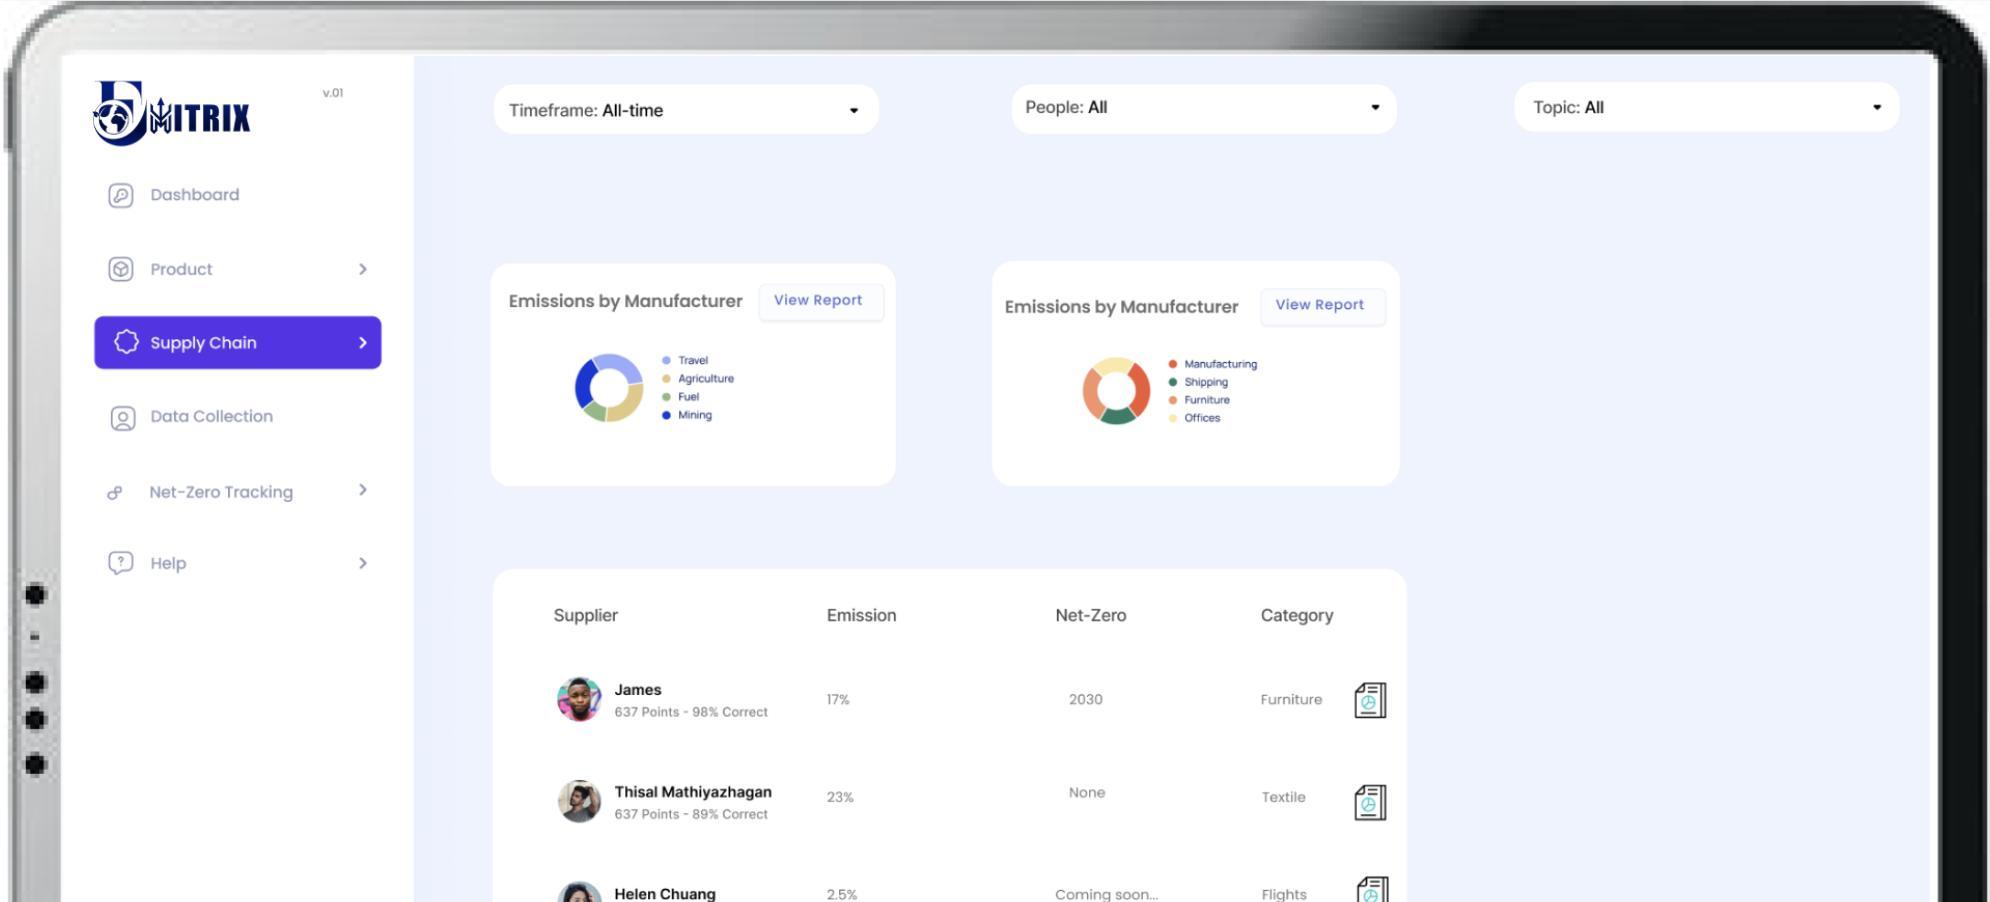 MITRIX
v.01
Dashboard
Product
Supply Chain
Data Collection
Net-Zero Tracking
Help
Timeframe: All-time
People: All
Topic: All
Emissions by Manufacturer
View Report
Travel
Agriculture
Fuel
Mining
Emissions by Manufacturer
View Report
Manufacturing
Shipping
Furniture
Offices
Supplier Emission Net-Zero Category
James
637 Points - 98% Correct
17% 2030 Furniture
Thisal Mathiyazhagan
637 Points - 89% Correct
23% None Textile
Helen Chuang 2.5% Coming soon... Flights